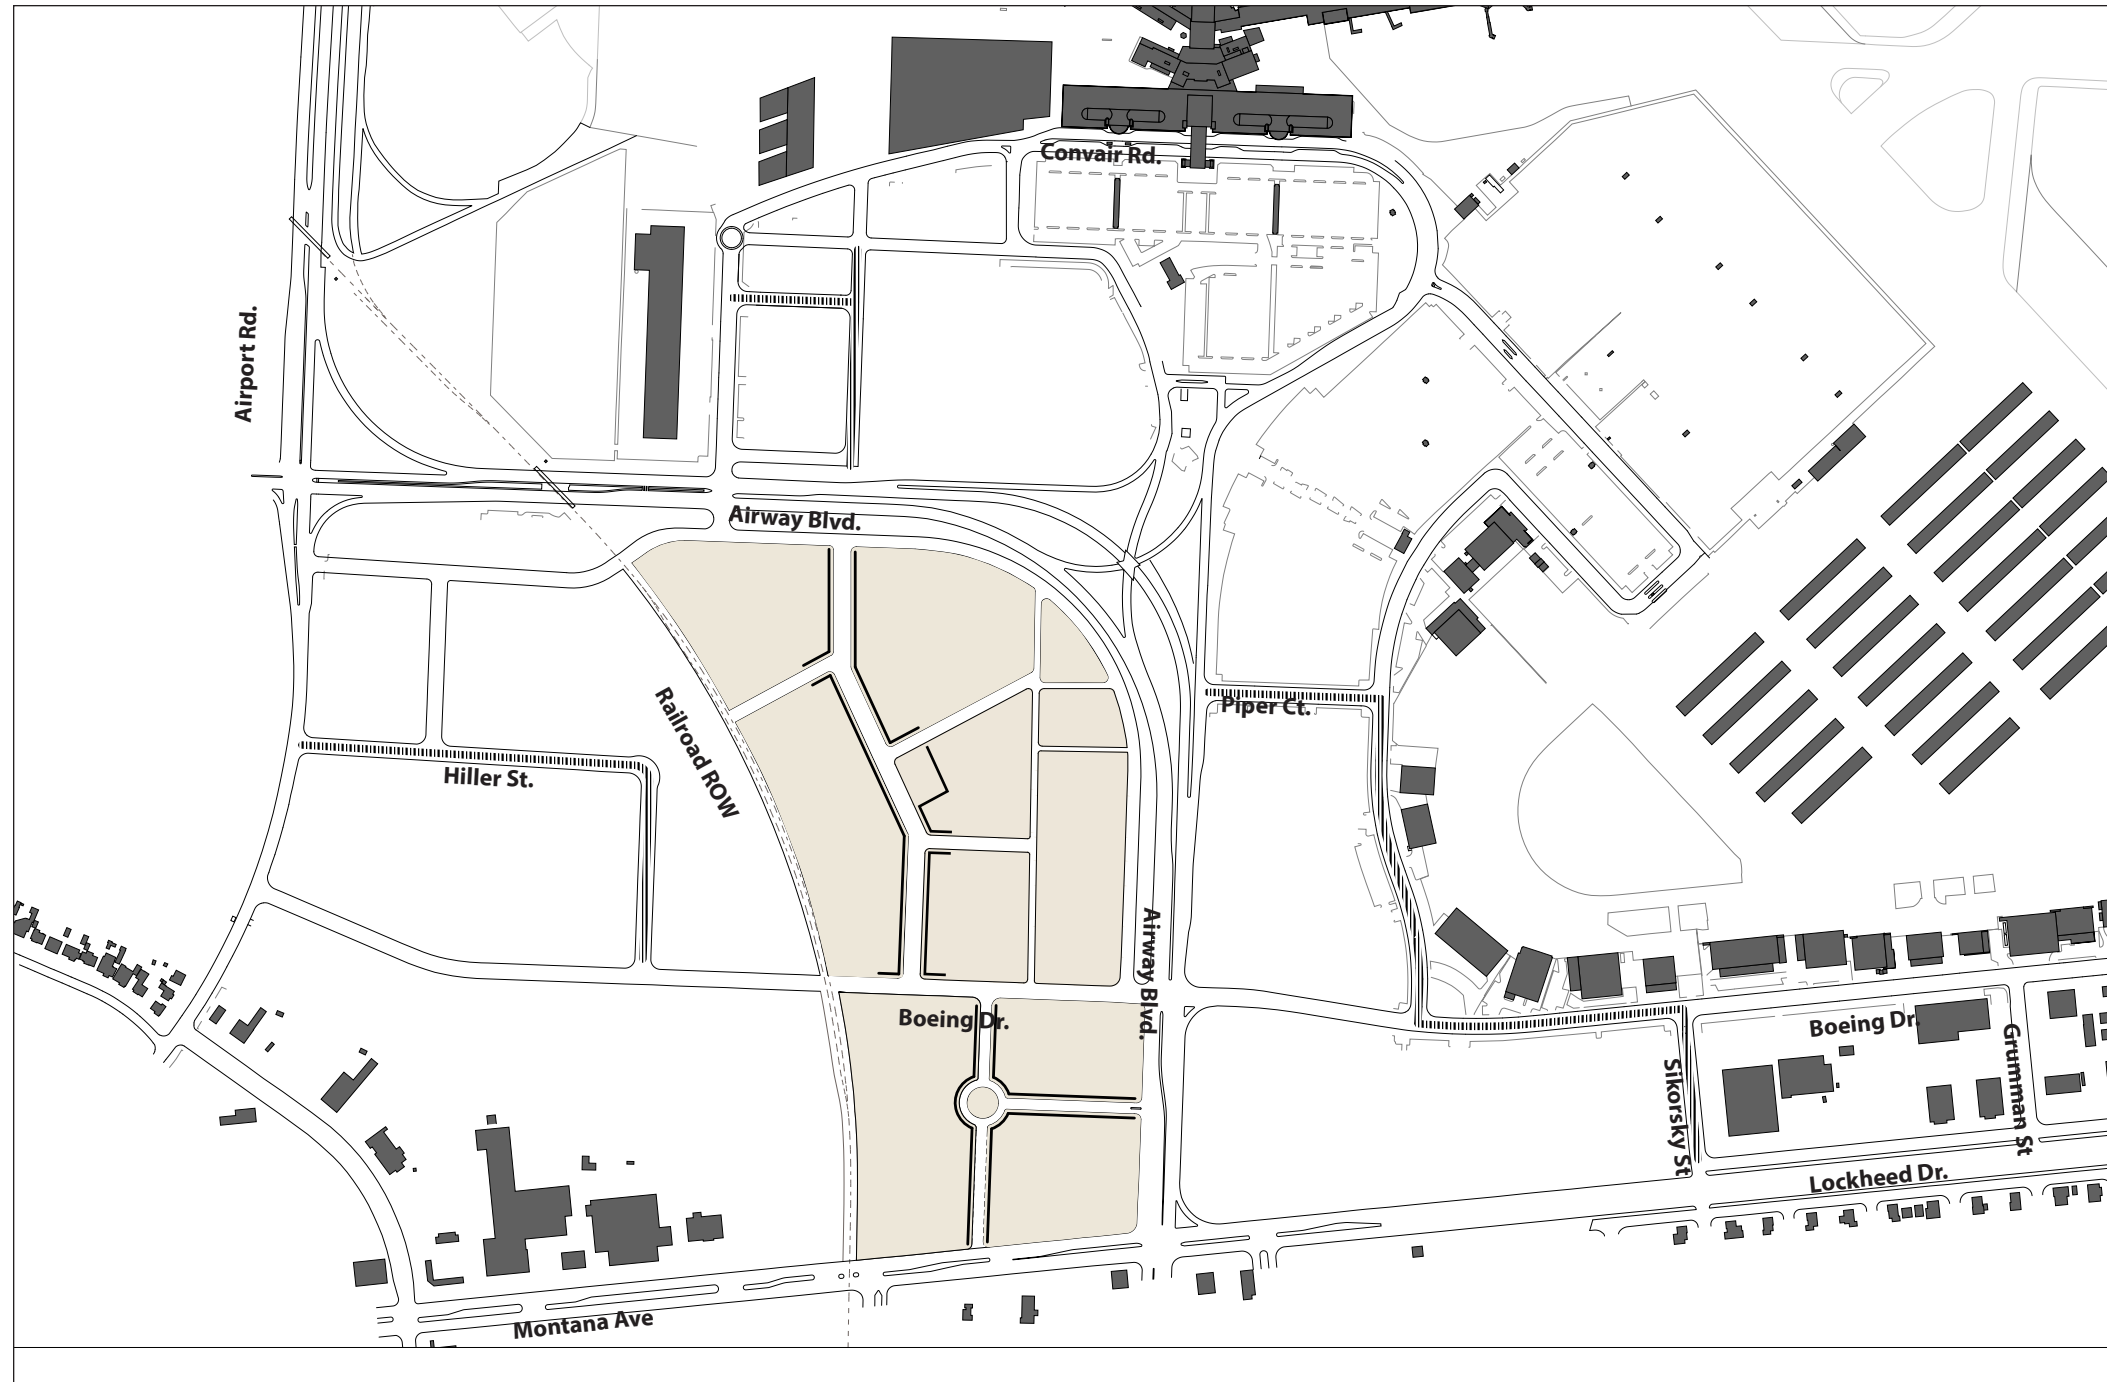 Convair Rd.
Airport Rd.
Airway Blvd.
Railroad ROW
Piper Ct.
Hiller St.
Airway Blvd.
Boeing Dr.
Boeing Dr.
Grumman St
Sikorsky St
Lockheed Dr.
Montana Ave